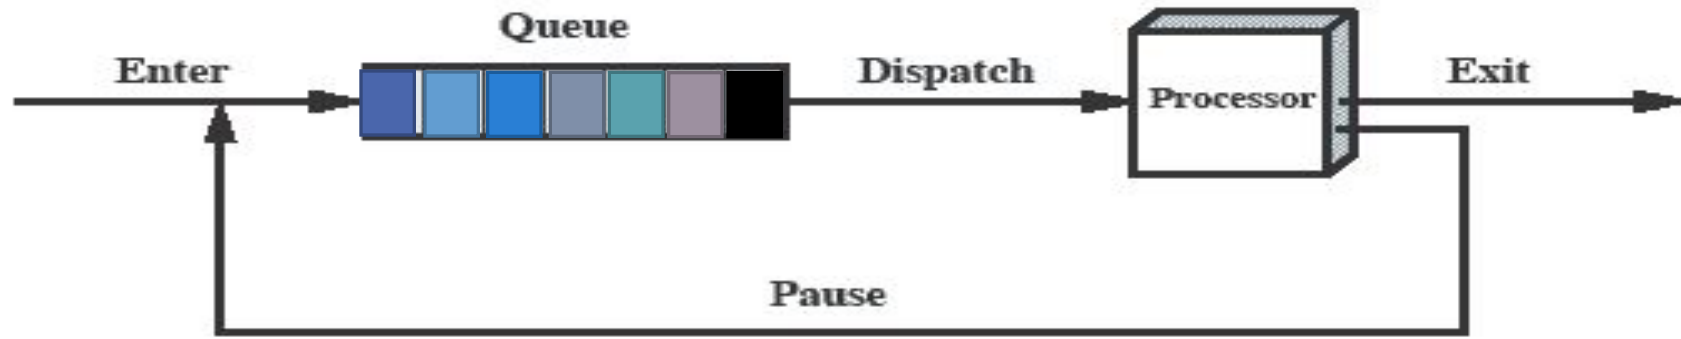 Queue
Enter
Dispatch
Processor
Exit
Pause